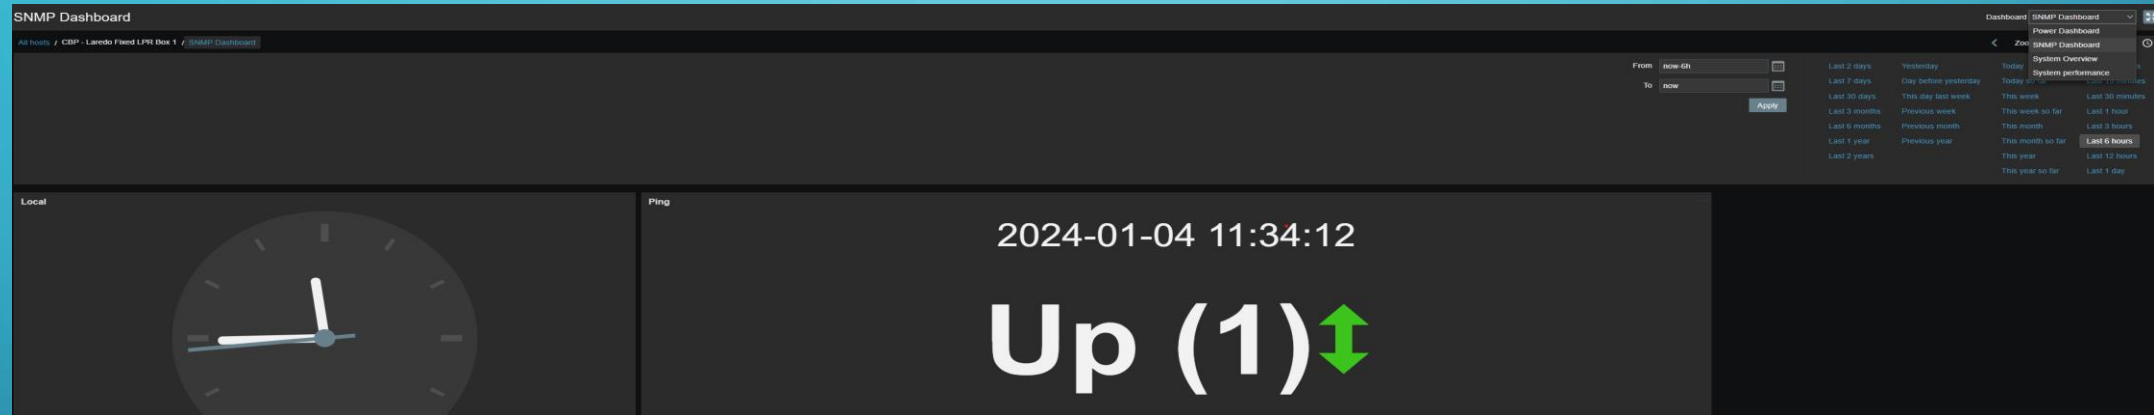 SNMP Dashboard
Dashboard SNMP Dashboard
All hosts / CBP - Laredo Fixed LPR Box 1 / SNMP Dashboard
Power Dashboard
SNMP Dashboard
System Overview
System performance
From now-6h
To now
Apply
Last 2 days Yesterday Today
Last 7 days Day before yesterday Today
Last 30 days This day last week This week Last 30 minutes
Last 3 months Previous week This week so far Last 1 hour
Last 6 months Previous month This month Last 3 hours
Last 1 year Previous year This month so far Last 6 hours
Last 2 years This year Last 12 hours
This year so far Last 1 day
Local
Ping
2024-01-04 11:34:12
Up (1)